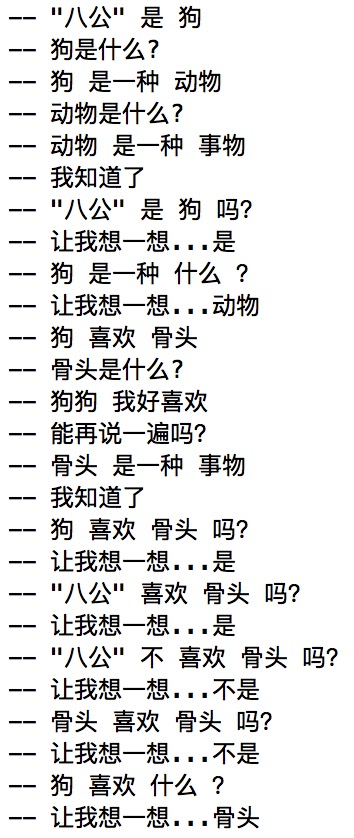 —— "八公" 是 狗
—— 狗是什么?
—— 狗 是一种 动物
—— 动物是什么?
—— 动物 是一种 事物
—— 我知道了
—— "八公" 是 狗 吗?
—— 让我想一想...是
—— 狗 是一种 什么 ?
—— 让我想一想...动物
—— 狗 喜欢 骨头
—— 骨头是什么?
—— 狗狗 我好喜欢
—— 能再说一遍吗?
—— 骨头 是一种 事物
—— 我知道了
—— 狗 喜欢 骨头 吗?
—— 让我想一想...是
—— "八公" 喜欢 骨头 吗?
—— 让我想一想...是
—— "八公" 不 喜欢 骨头 吗?
—— 让我想一想...不是
—— 骨头 喜欢 骨头 吗?
—— 让我想一想...不是
—— 狗 喜欢 什么 ?
—— 让我想一想...骨头